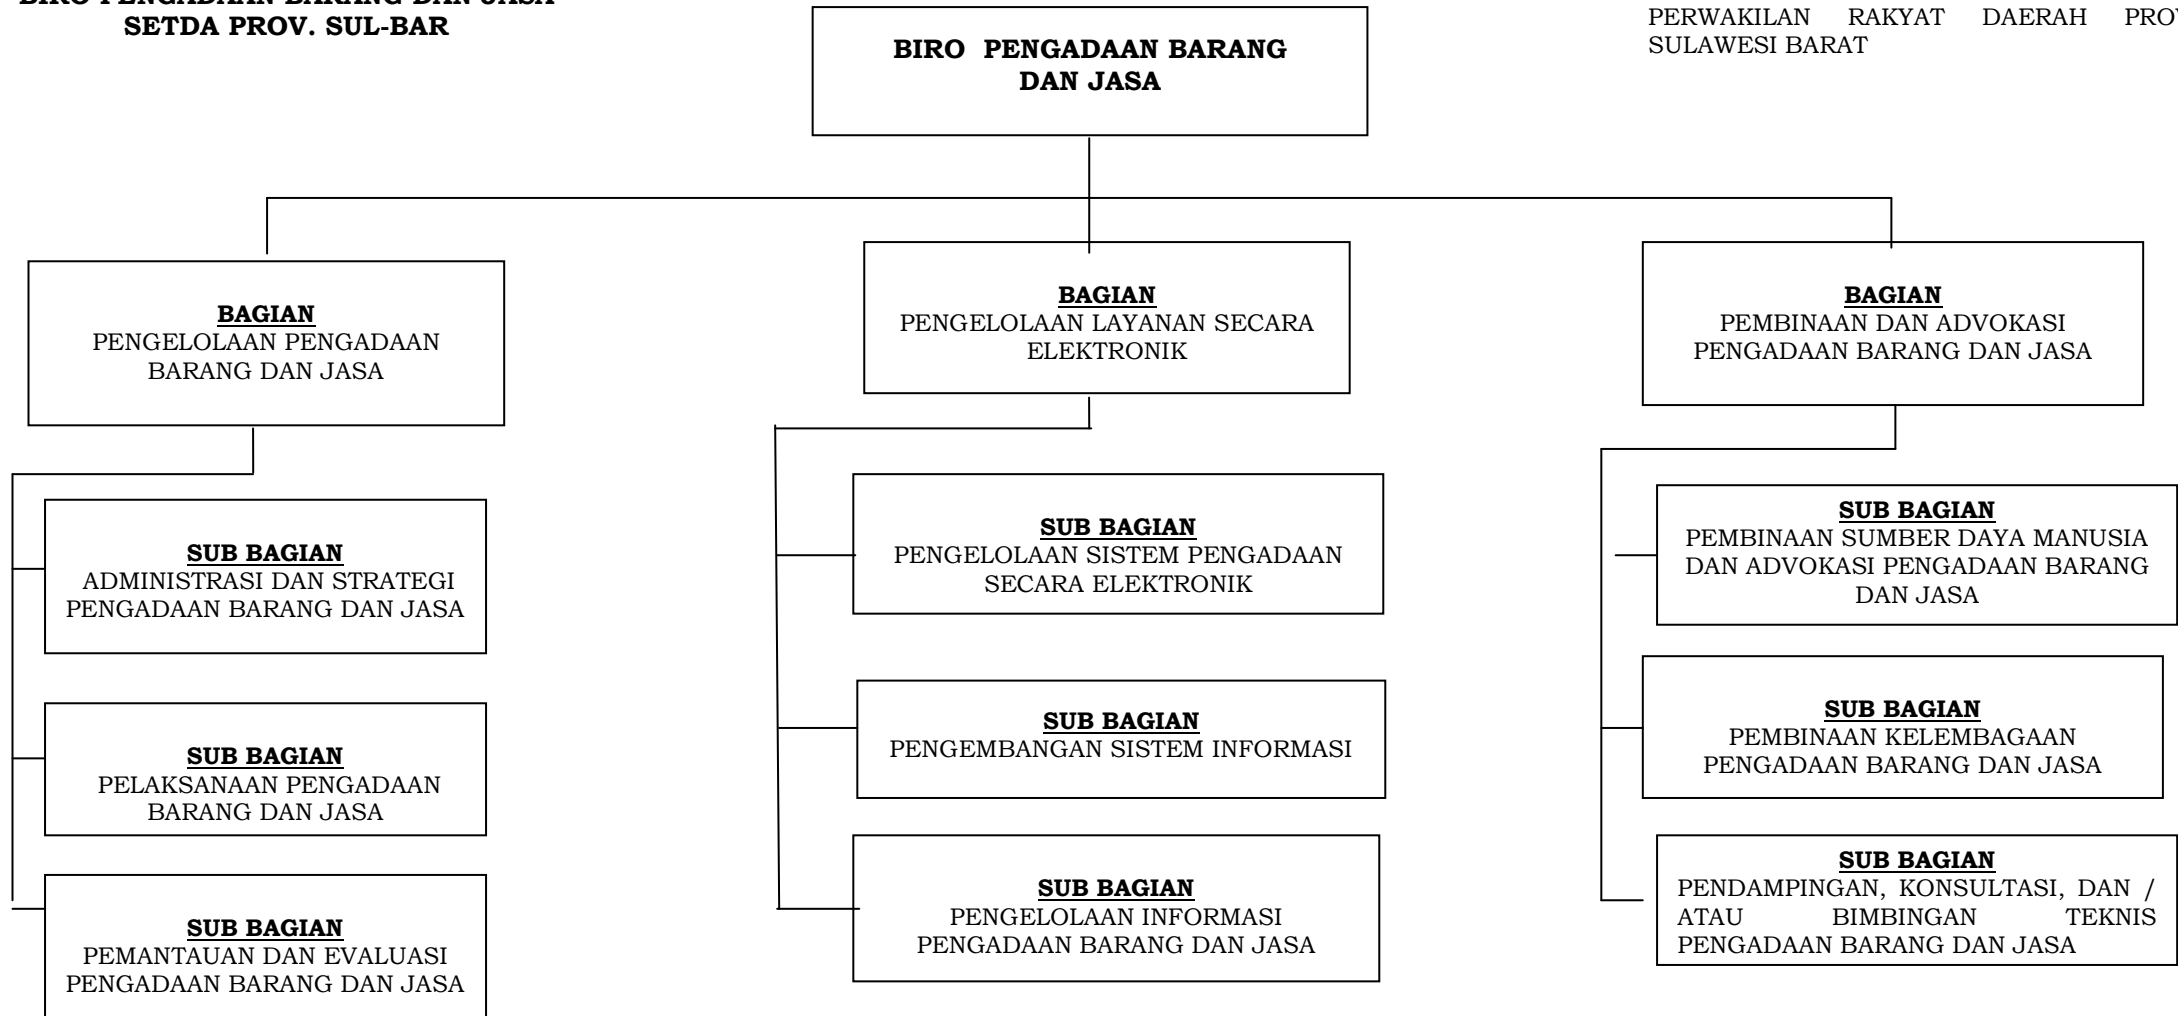 BIRO PENGADAAN BARANG DAN JASA
SETDA PROV. SUL-BAR
PERWAKILAN RAKYAT DAERAH
SULAWESI BARAT
BIRO PENGADAAN BARANG
DAN JASA
BAGIAN
PENGELOLAAN PENGADAAN
BARANG DAN JASA
SUB BAGIAN
ADMINISTRASI DAN STRATEGI
PENGADAAN BARANG DAN JASA
SUB BAGIAN
PELAKSANAAN PENGADAAN
BARANG DAN JASA
SUB BAGIAN
PEMANTAUAN DAN EVALUASI
PENGADAAN BARANG DAN JASA
BAGIAN
PENGELOLAAN LAYANAN SECARA
ELEKTRONIK
SUB BAGIAN
PENGELOLAAN SISTEM PENGADAAN
SECARA ELEKTRONIK
SUB BAGIAN
PENGEMBANGAN SISTEM INFORMASI
SUB BAGIAN
PENGELOLAAN INFORMASI
PENGADAAN BARANG DAN JASA
BAGIAN
PEMBINAAN DAN ADVOKASI
PENGADAAN BARANG DAN JASA
SUB BAGIAN
PEMBINAAN SUMBER DAYA MANUSIA
DAN ADVOKASI PENGADAAN BARANG
DAN JASA
SUB BAGIAN
PEMBINAAN KELEMBAGAAN
PENGADAAN BARANG DAN JASA
SUB BAGIAN
PENDAMPINGAN, KONSULTASI, DAN /
ATAU BIMBINGAN TEKNIS
PENGADAAN BARANG DAN JASA